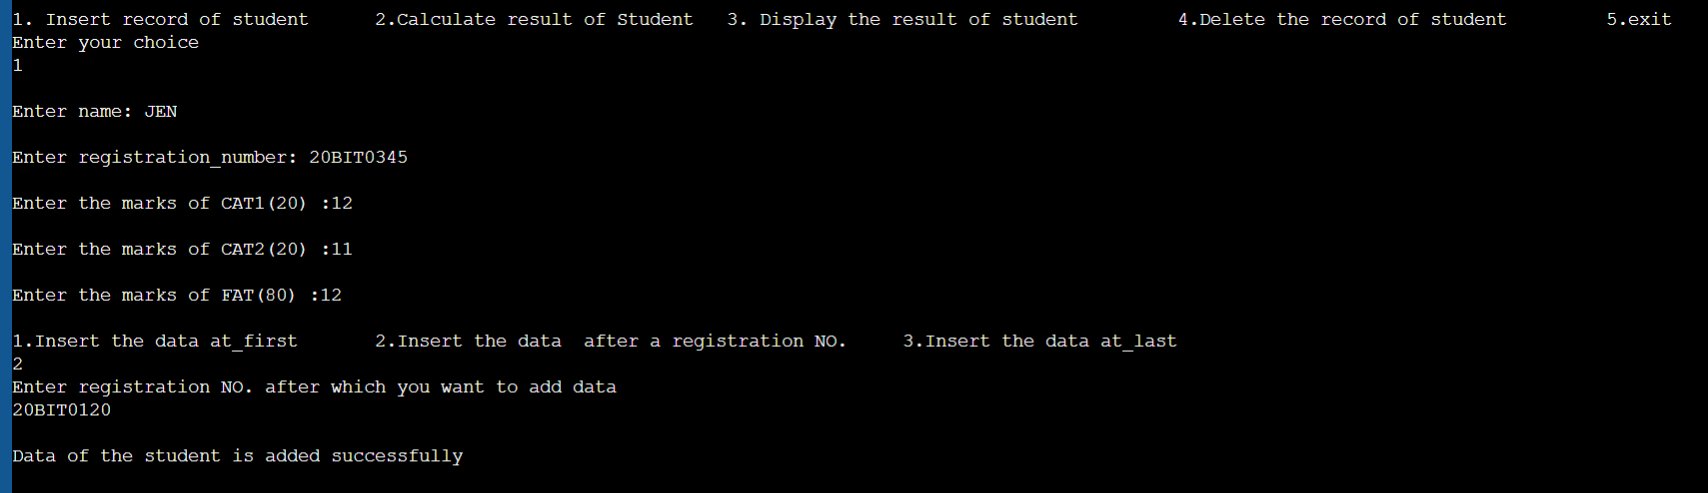 1. Insert record of student 2.Calculate result of Student 3. Display the result of student 4.Delete the record of student 5.exit
Enter your choice
1
Enter name: JEN
Enter registration_number: 20BIT0345
Enter the marks of CAT1(20) :12
Enter the marks of CAT2(20) :11
Enter the marks of FAT(80) :12
1.Insert the data at_first 2.Insert the data  after a registration NO. 3.Insert the data at_last
2
Enter registration NO. after which you want to add data
20BIT0120
Data of the student is added successfully